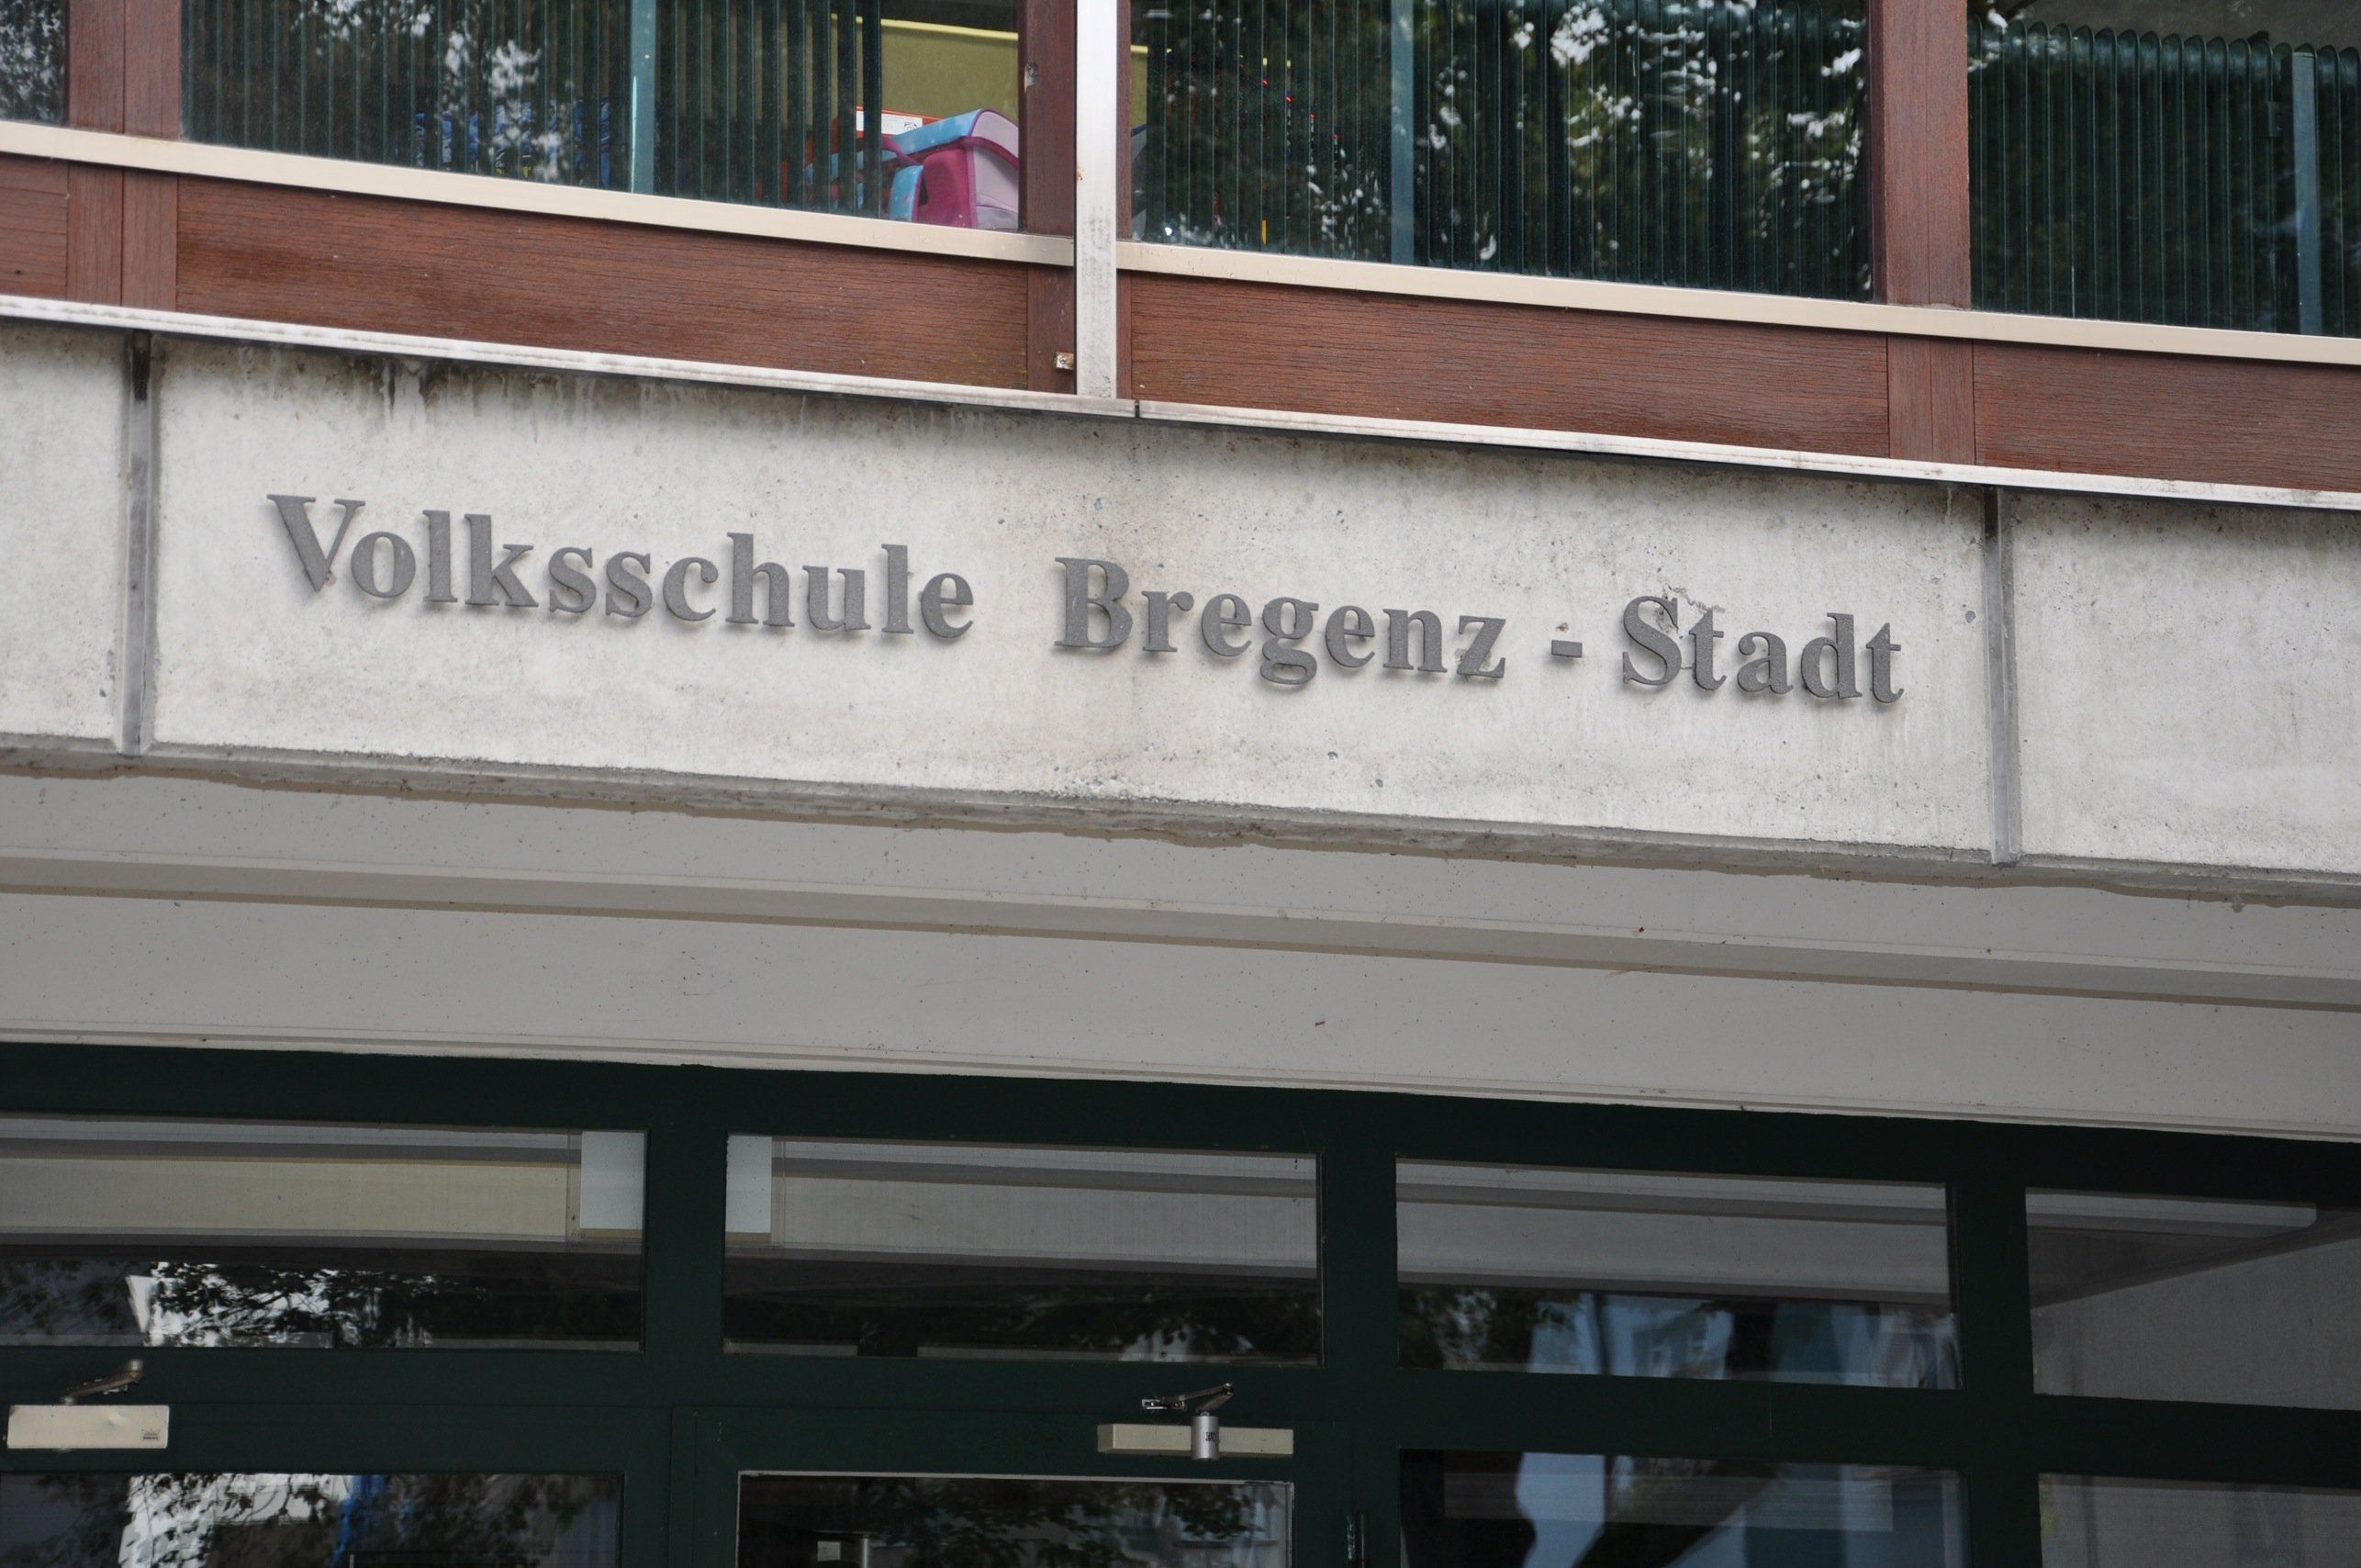 Volksschule Bregenz - Stadt